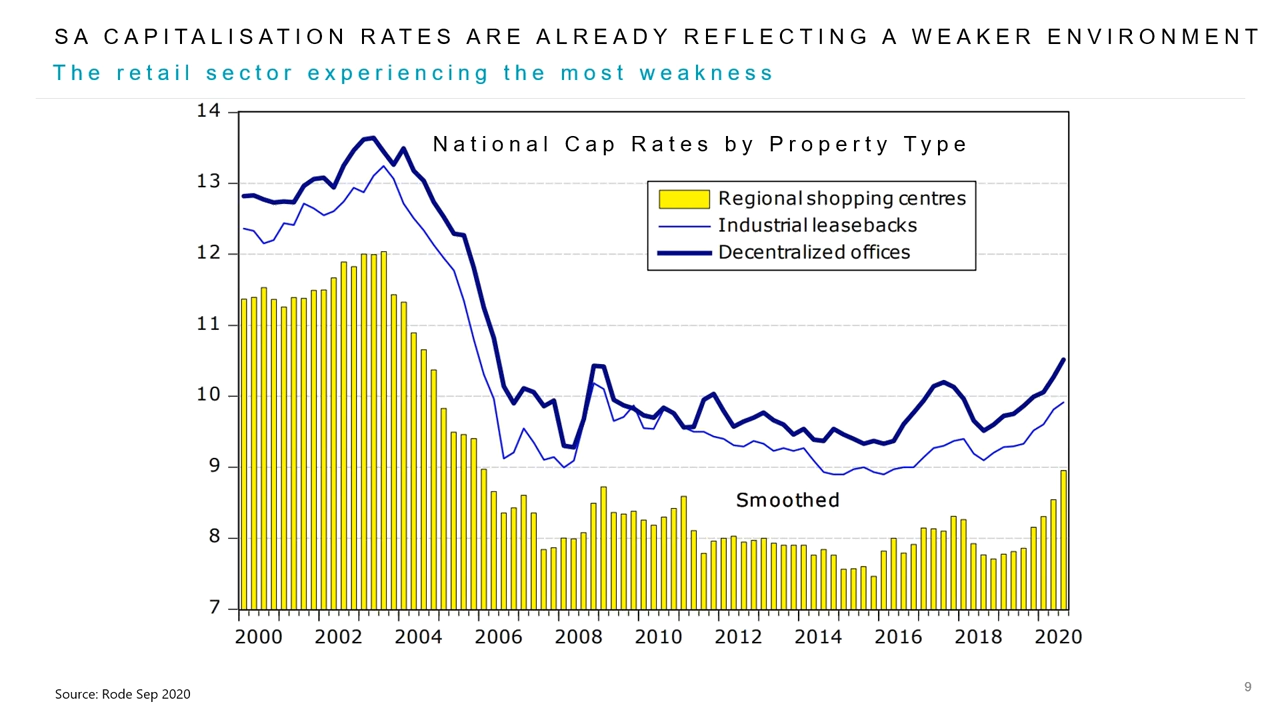 SA CAPITALISATION RATES ARE ALREADY REFLECTING A WEAKER ENVIRONMENT
The retail sector experiencing the most weakness
National Cap Rates by Property Type
Regional shopping centres
Industrial leasebacks
Decentralized offices
Smoothed
14
13
12
11
10
9
8
7
2000 2002 2004 2006 2008 2010 2012 2014 2016 2018 2020
Source: Rode Sep 2020
9